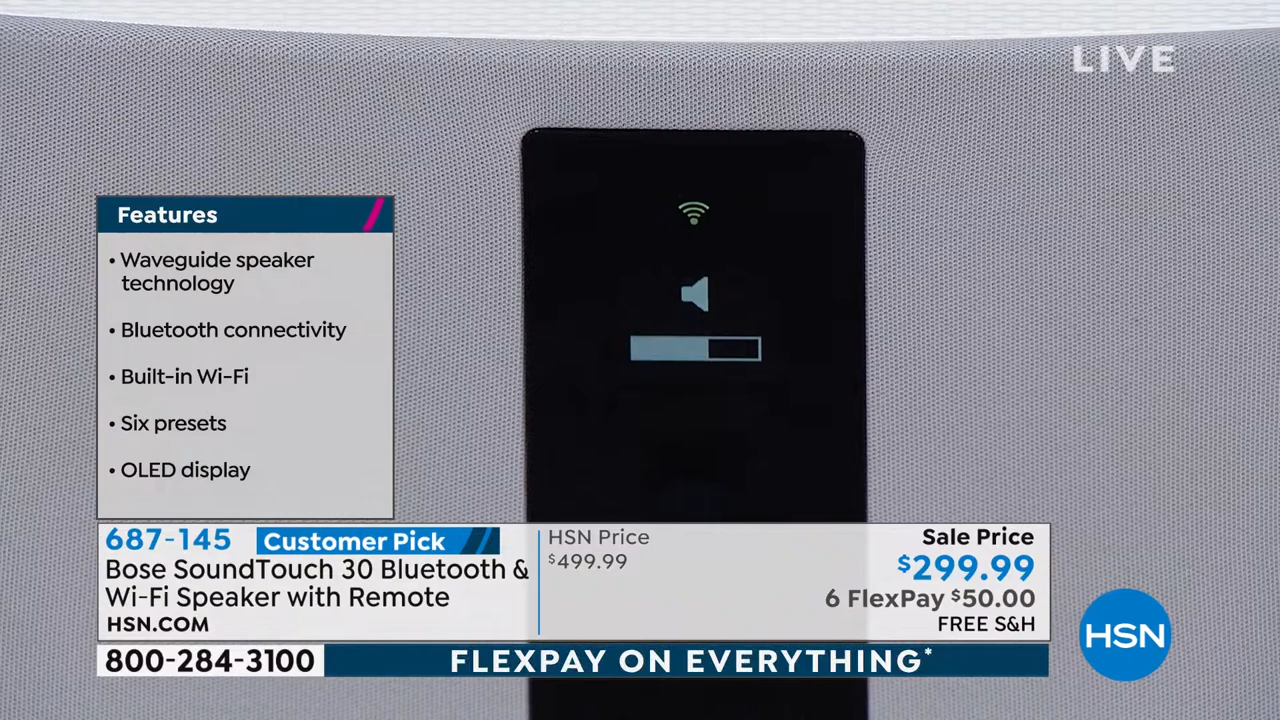 LIVE
Features
• Waveguide speaker
technology
• Bluetooth connectivity
• Built-in Wi-Fi
• Six presets
• OLED display
687-145 Customer Pick
Bose SoundTouch 30 Bluetooth &
Wi-Fi Speaker with Remote
HSN.COM
HSN Price
$499.99
Sale Price
$299.99
6 FlexPay $50.00
FREE S&H
800-284-3100 FLEXPAY ON EVERYTHING*
HSN